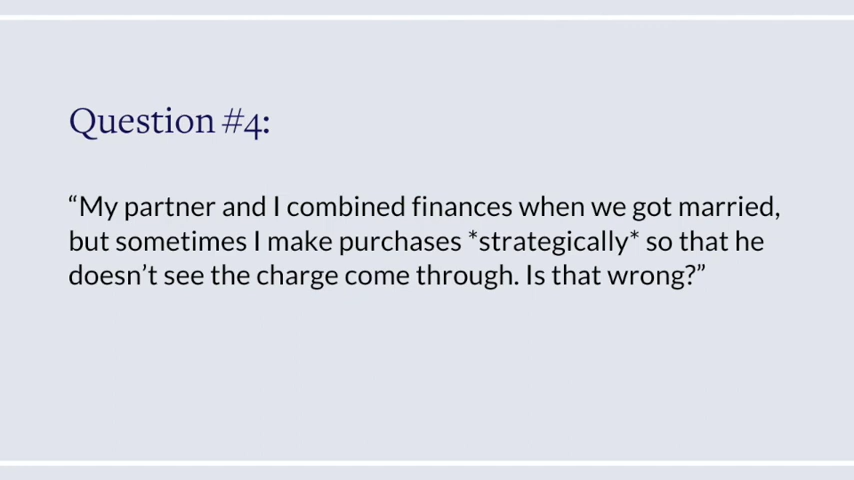 Question #4:
“My partner and I combined finances when we got married,
but sometimes I make purchases *strategically* so that he
doesn’t see the charge come through. Is that wrong?”